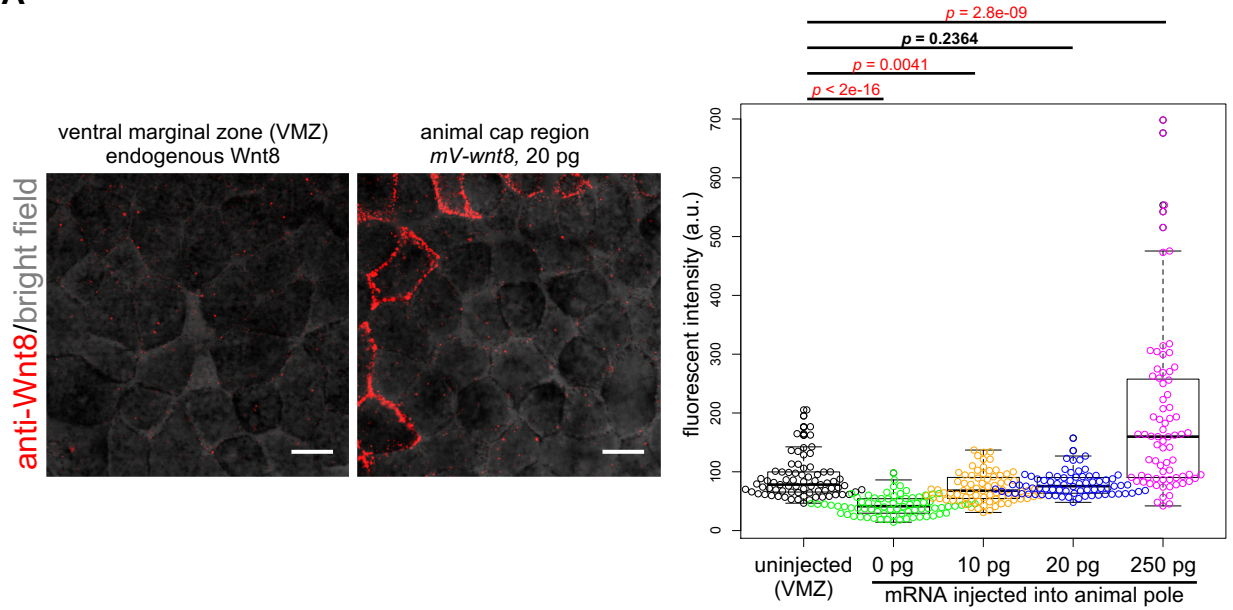 A
ventral marginal zone (VMZ)
endogenous Wnt8
animal cap region
mV-wnt8, 20 pg
anti-Wnt8/bright field
p = 2.8e-09
p = 0.2364
p = 0.0041
p < 2e-16
fluorescent intensity (a.u.)
700
600
500
400
300
200
100
0
uninjected
(VMZ)
0 pg
10 pg
20 pg
250 pg
mRNA injected into animal pole